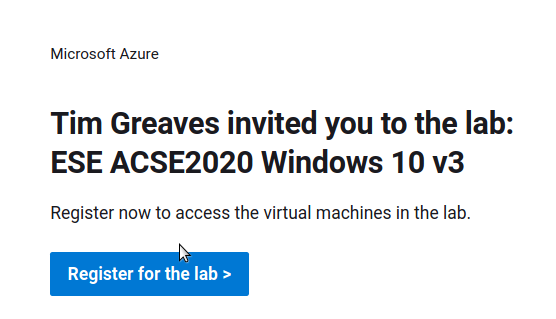 Microsoft Azure
Tim Greaves invited you to the lab:
ESE ACSE2020 Windows 10 v3
Register now to access the virtual machines in the lab.
Register for the lab >